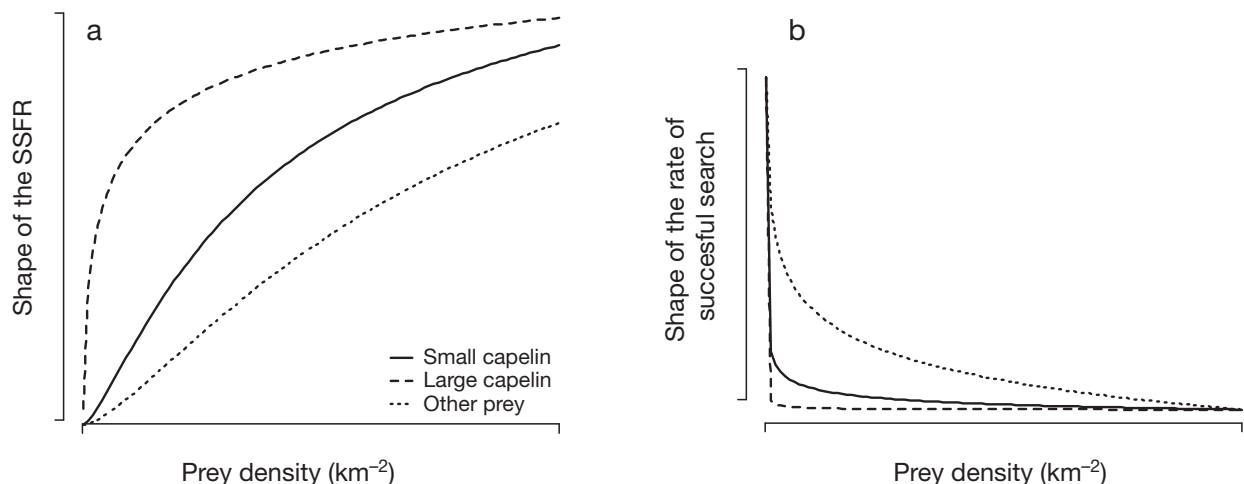 a
Shape of the SSFR
Small capelin
Large capelin
Other prey
Prey density (km⁻²)
b
Shape of the rate of
succesful search
Prey density (km⁻²)